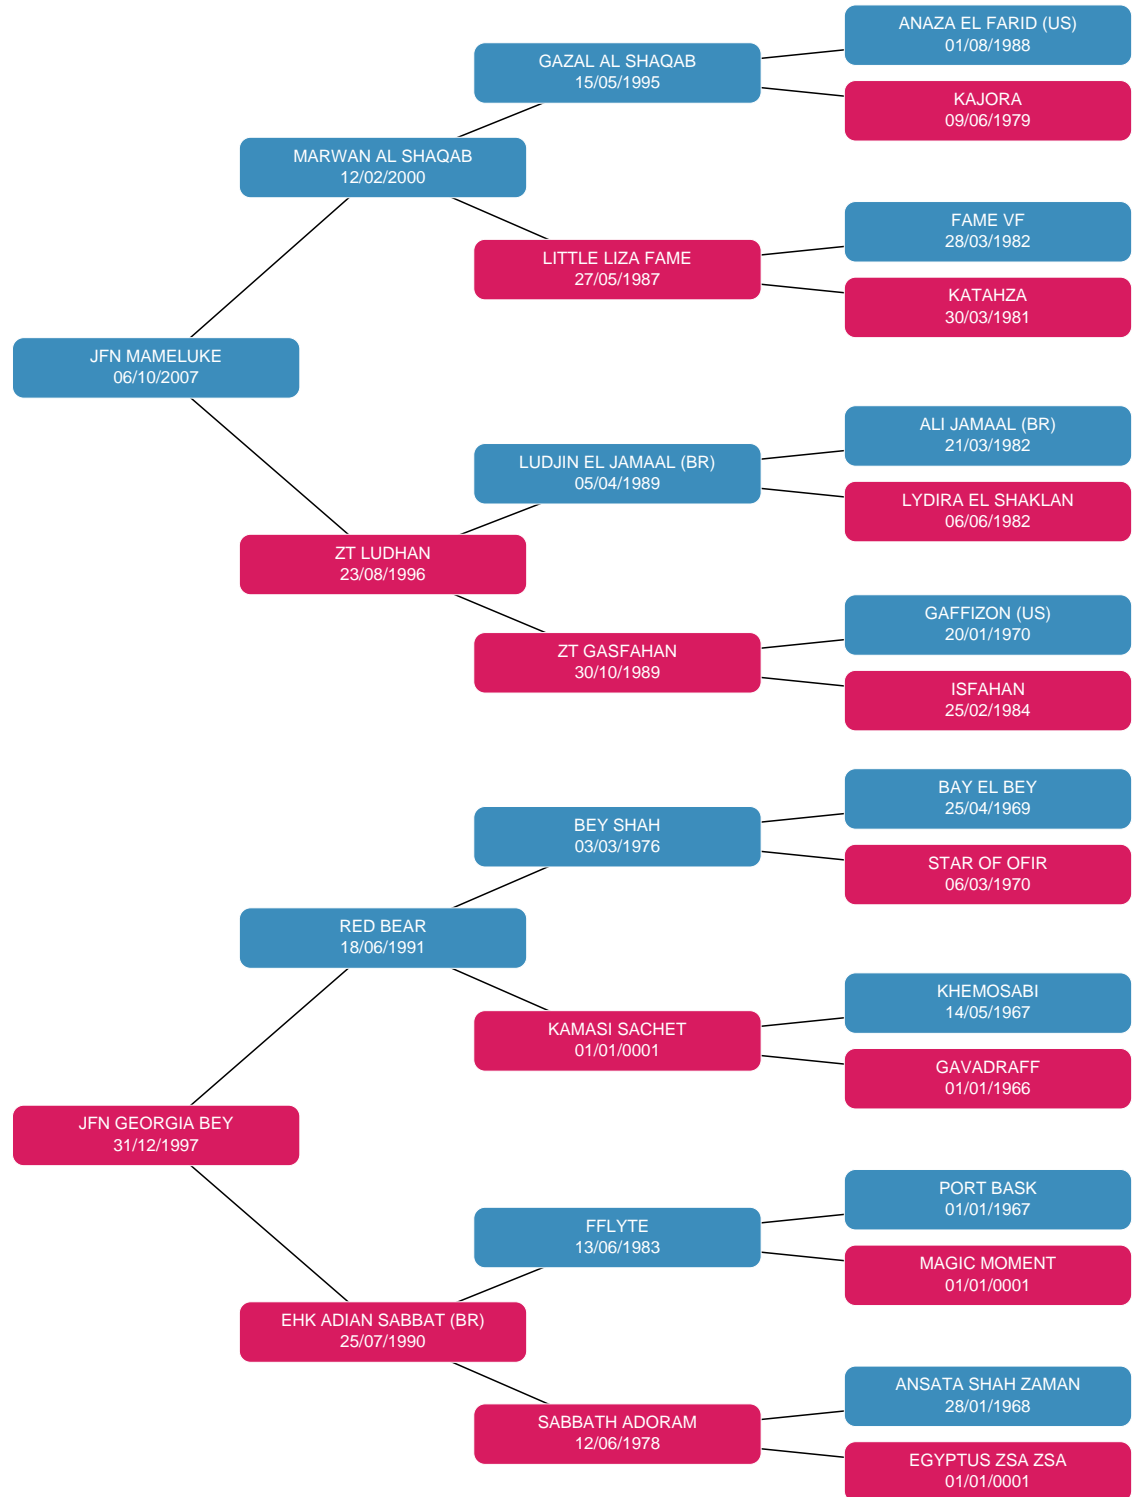 ANAZA EL FARID (US)
01/08/1988
GAZAL AL SHAQAB
15/05/1995
KAJORA
09/06/1979
MARWAN AL SHAQAB
12/02/2000
FAME VF
28/03/1982
LITTLE LIZA FAME
27/05/1987
KATAHZA
30/03/1981
JFN MAMELUKE
06/10/2007
ALI JAMAAL (BR)
21/03/1982
LUDJIN EL JAMAAL (BR)
05/04/1989
LYDIRA EL SHAKLAN
06/06/1982
ZT LUDHAN
23/08/1996
GAFFIZON (US)
20/01/1970
ZT GASFAHAN
30/10/1989
ISFAHAN
25/02/1984
BAY EL BEY
25/04/1969
BEY SHAH
03/03/1976
STAR OF OFIR
06/03/1970
RED BEAR
18/06/1991
KHEMOSABI
14/05/1967
KAMASI SACHET
01/01/0001
GAVADRAFF
01/01/1966
JFN GEORGIA BEY
31/12/1997
PORT BASK
01/01/1967
FFLYTE
13/06/1983
MAGIC MOMENT
01/01/0001
EHK ADIAN SABBAT (BR)
25/07/1990
ANSATA SHAH ZAMAN
28/01/1968
SABBATH ADORAM
12/06/1978
EGYPTUS ZSA ZSA
01/01/0001